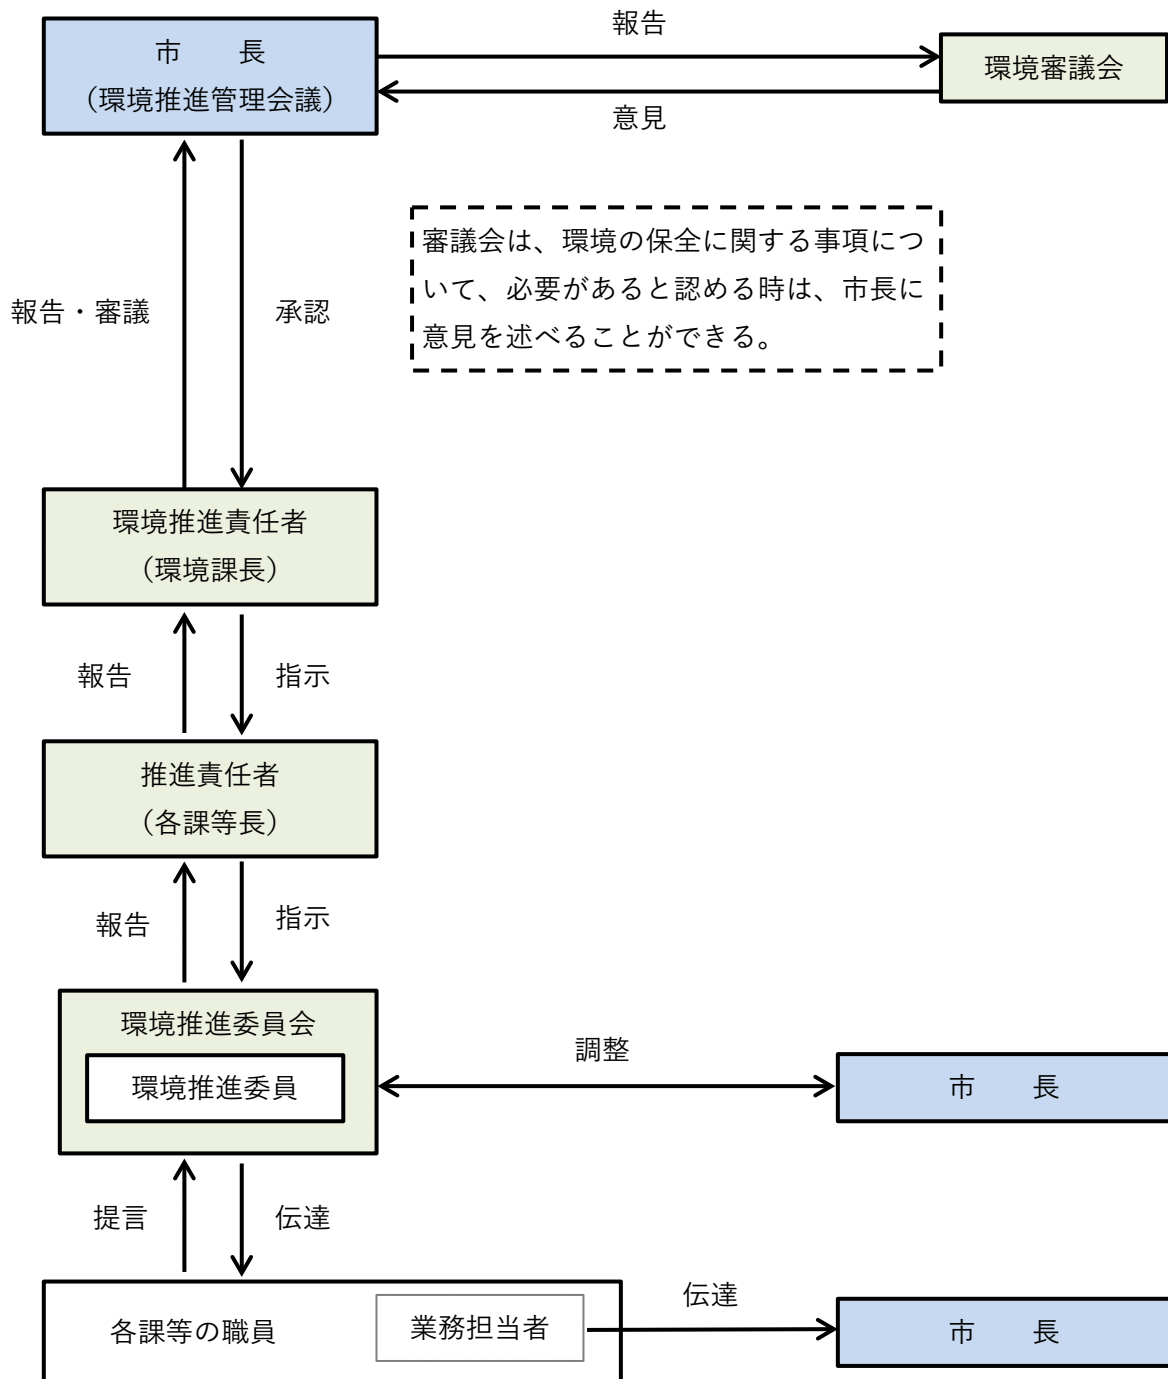 市　　長
（環境推進管理会議）
報告
環境審議会
意見
審議会は、環境の保全に関する事項につ
いて、必要があると認める時は、市長に
意見を述べることができる。
報告・審議
承認
環境推進責任者
（環境課長）
報告
指示
推進責任者
（各課等長）
報告
指示
環境推進委員会
環境推進委員
調整
市　　長
提言
伝達
各課等の職員
業務担当者
伝達
市　　長